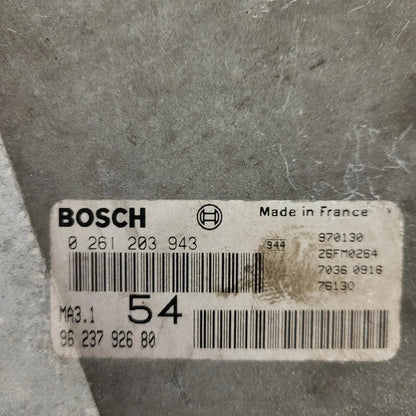 BOSCH Made in France
0 261 203 943 944 970130
26FM0264
7036 0916
76130
MA3.1 54
96 237 926 80